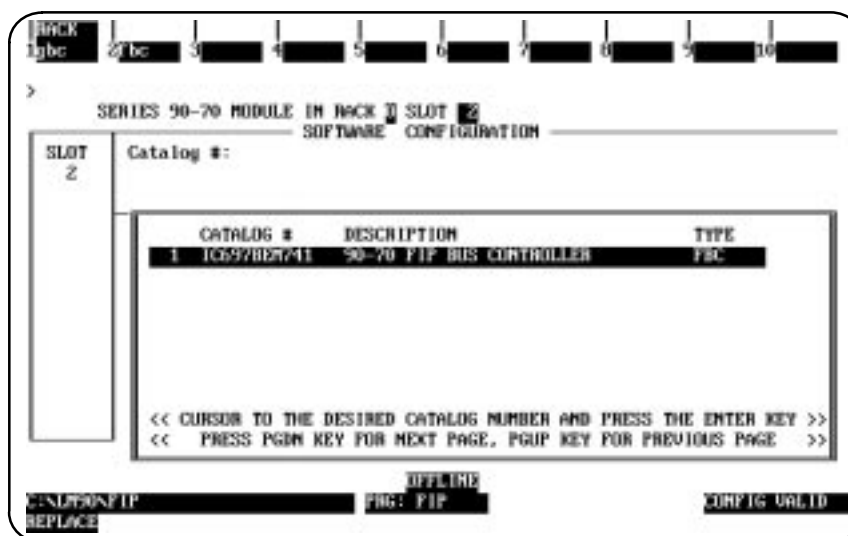 RACK
1gbc 2fbc 3 4 5 6 7 8 9 10
>
SERIES 90-70 MODULE IN RACK 0 SLOT 2
SOFTWARE CONFIGURATION
SLOT
2
Catalog #:
CATALOG # DESCRIPTION TYPE
1 IC697BEM741 90-70 FIP BUS CONTROLLER FBC
<< CURSOR TO THE DESIRED CATALOG NUMBER AND PRESS THE ENTER KEY >>
<< PRESS PGDN KEY FOR NEXT PAGE, PGUP KEY FOR PREVIOUS PAGE >>
OFFLINE
C:\LM90\FIP PRG: FIP CONFIG VALID
REPLACE